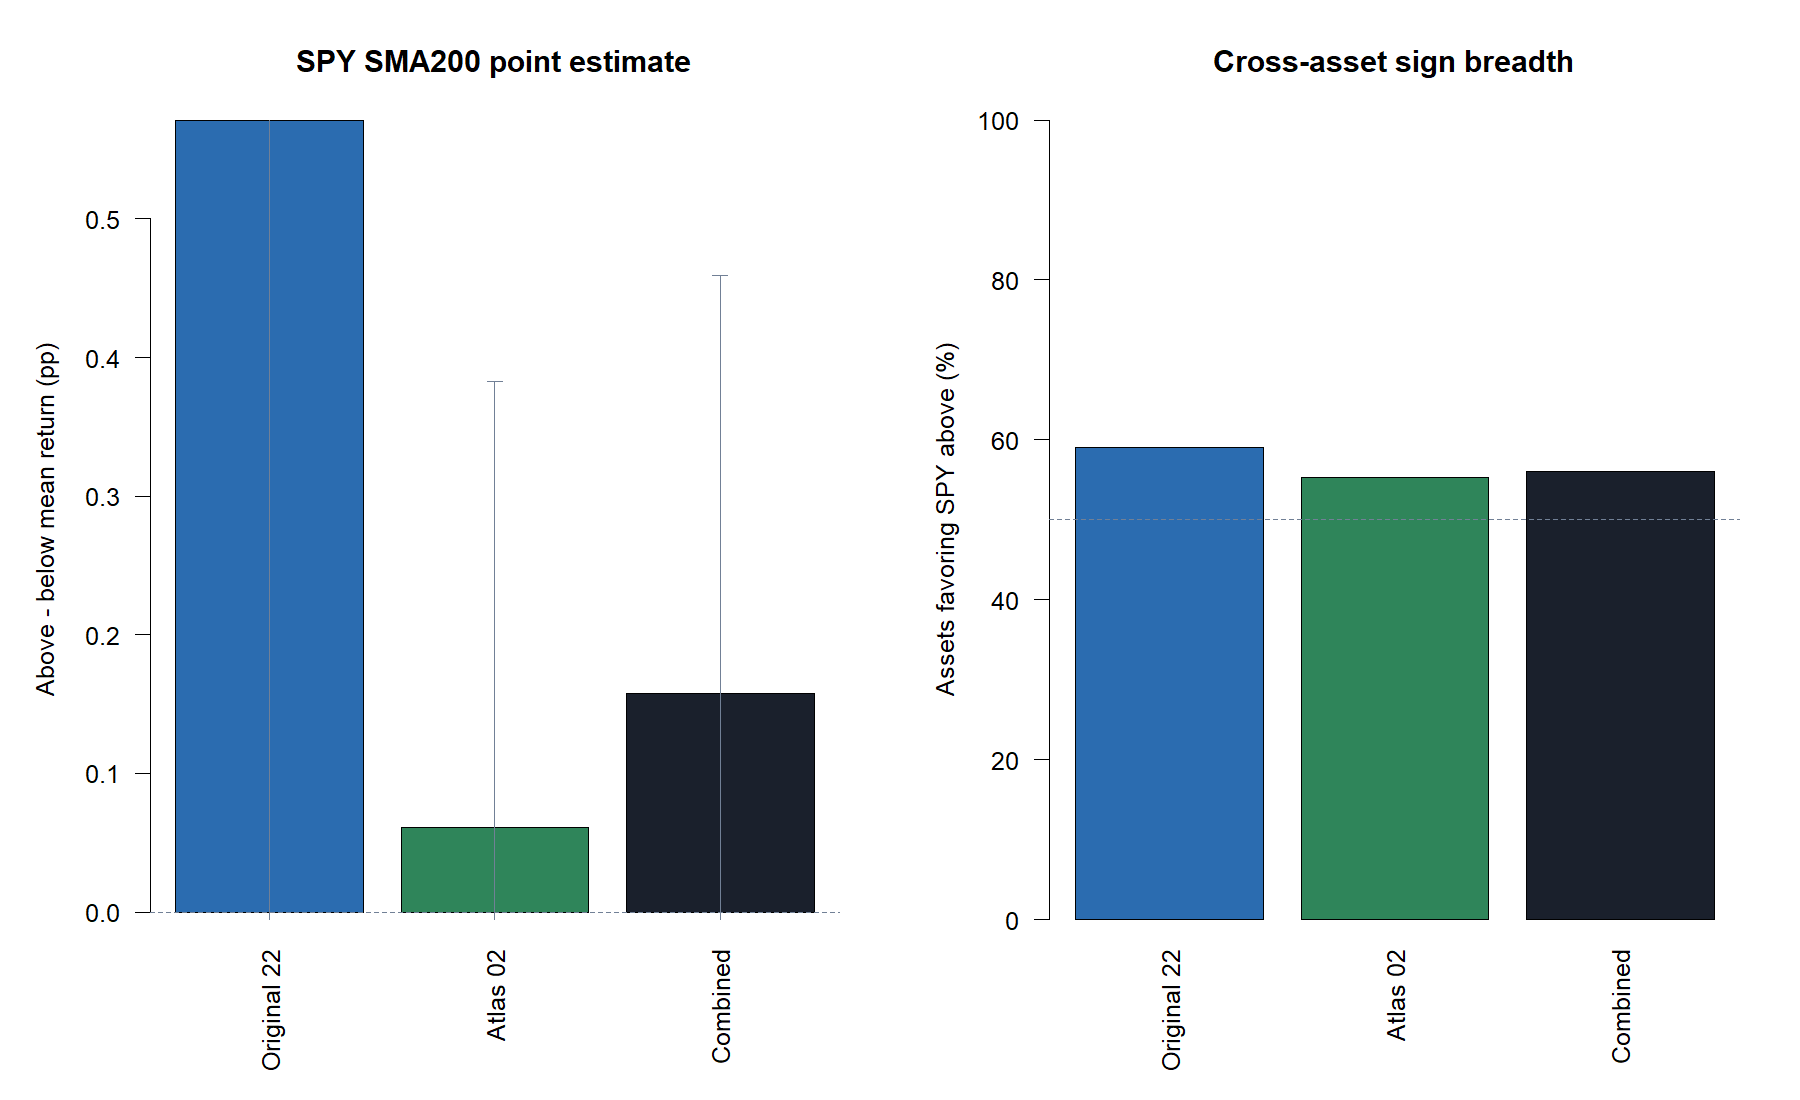 SPY SMA200 point estimate
Above - below mean return (pp)
0.5
0.4
0.3
0.2
0.1
0.0
Original 22
Atlas 02
Combined
Cross-asset sign breadth
Assets favoring SPY above (%)
100
80
60
40
20
0
Original 22
Atlas 02
Combined